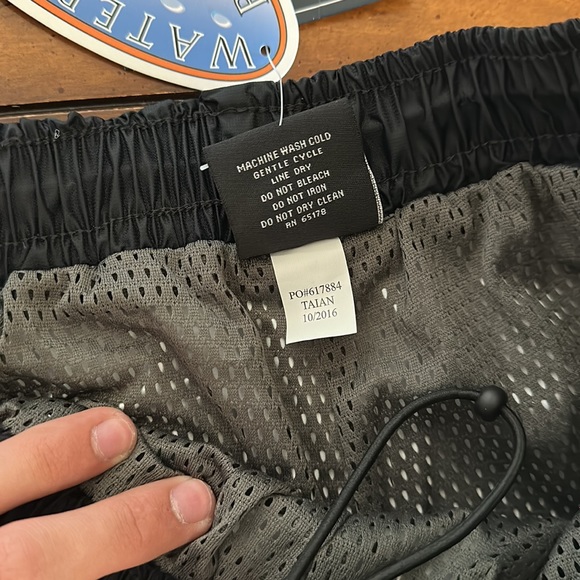 WATE
MACHINE WASH COLD
GENTLE CYCLE
LINE DRY
DO NOT BLEACH
DO NOT IRON
DO NOT DRY CLEAN
RN 65178
PO#617884
TAIAN
10/2016